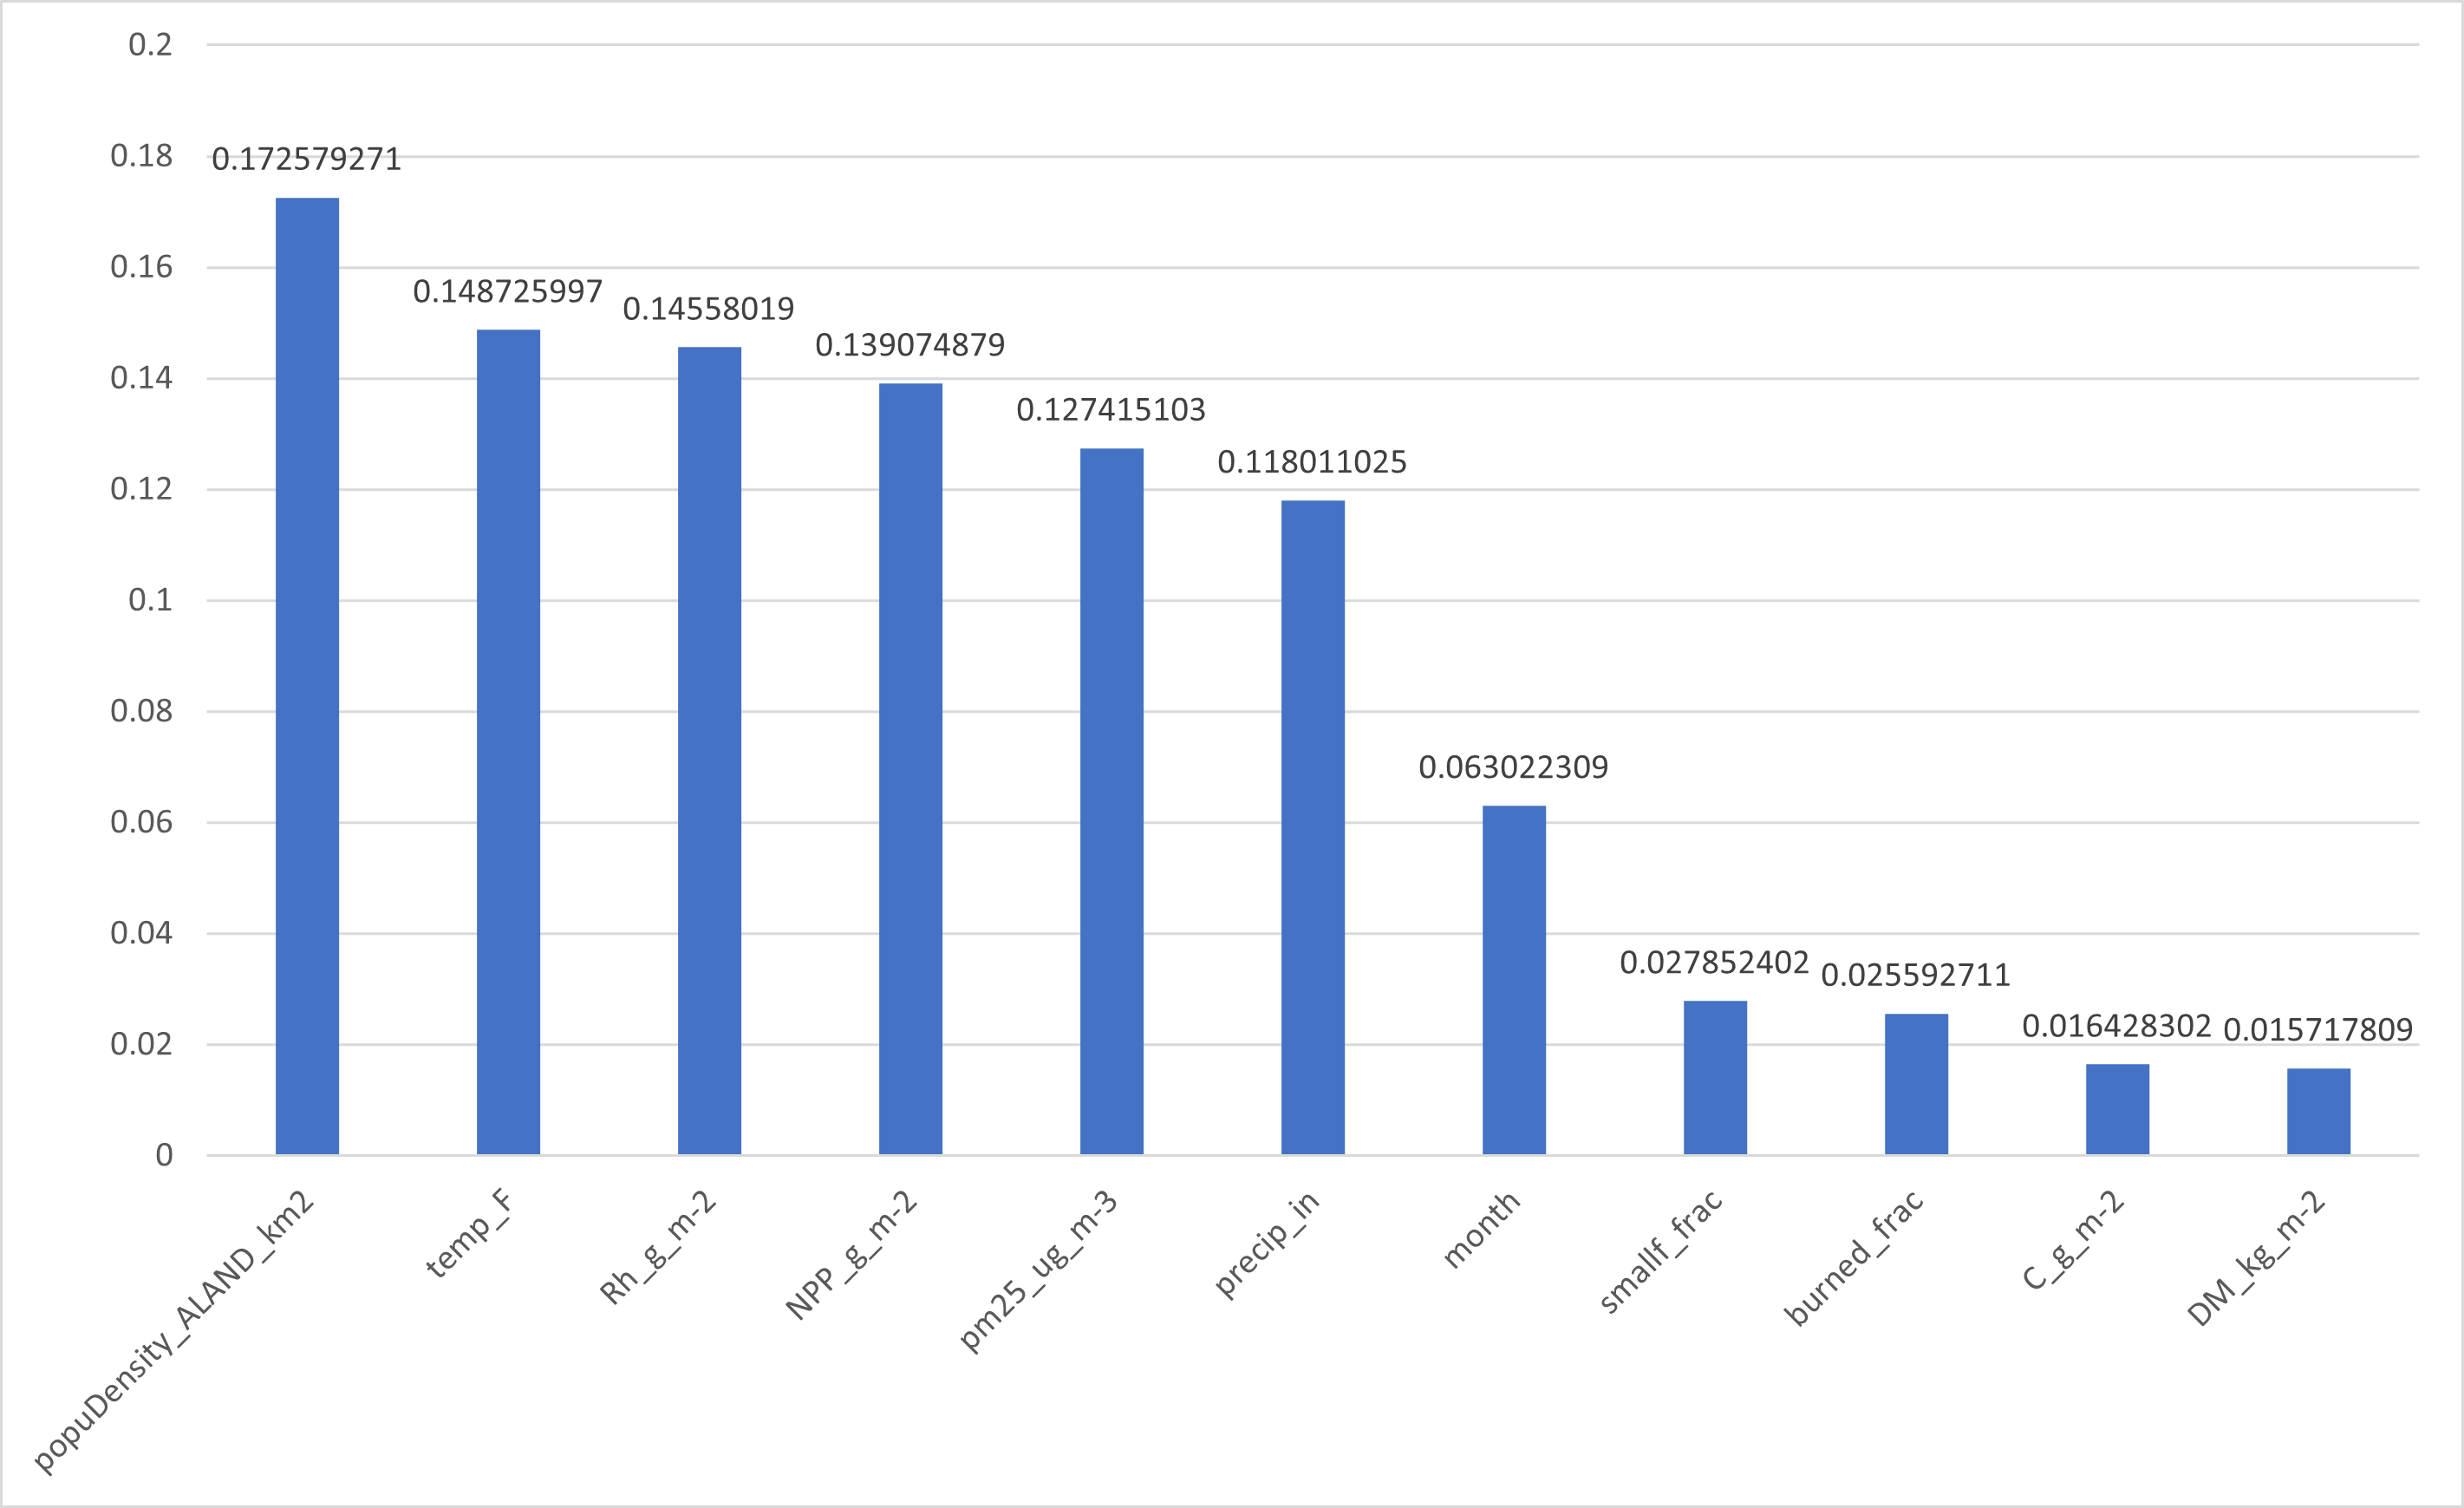 0.2
0.18
0.16
0.14
0.12
0.1
0.08
0.06
0.04
0.02
0
0.172579271
0.148725997
0.14558019
0.139074879
0.127415103
0.118011025
0.063022309
0.027852402
0.025592711
0.016428302
0.015717809
popuDensity_ALAND_km2
temp_F
Rh_g_m-2
NPP_g_m-2
pm25_ug_m-3
precip_in
month
smallf_frac
burned_frac
C_g_m-2
DM_kg_m-2